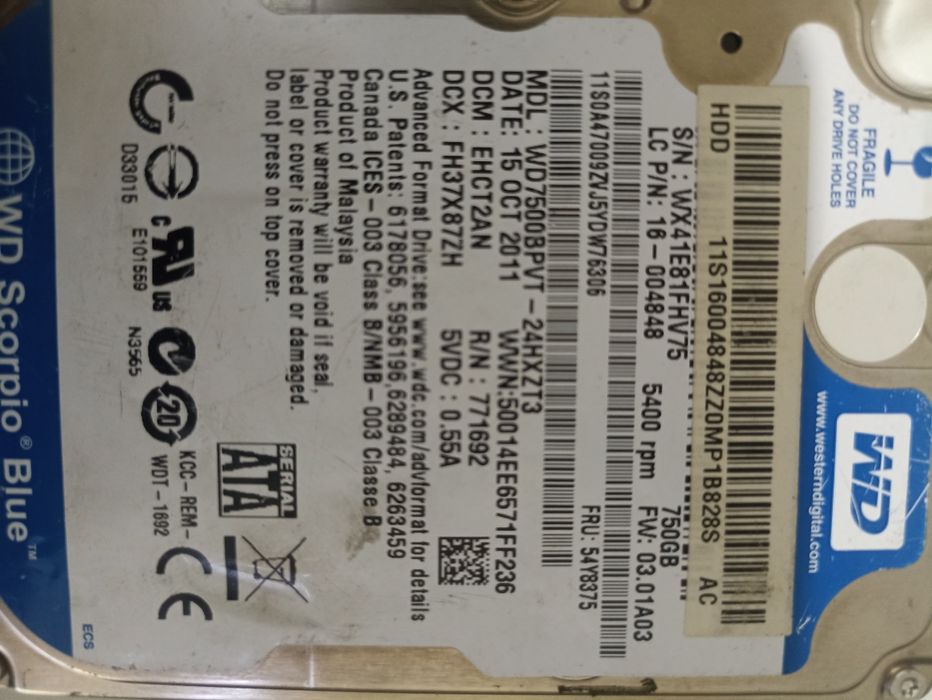 FRAGILE
DO NOT COVER
ANY DRIVE HOLES
WD
www.westerndigital.com
HDD 11S16004848ZZ0MP1B828S AC
S/N : WX41E81FHV75 750GB
LC P/N: 16-004848 5400 rpm FW: 03.01A03
11S0A47009ZVJ5YDW76306 FRU: 54Y8375
MDL : WD7500BPVT-24HXZT3
DATE: 15 OCT 2011 WWN:50014EE6571FF236
DCM : EHCT2AN R/N : 771692
DCX : FH37X87ZH 5VDC : 0.55A
Advanced Format Drive:see www.wdc.com/advformat for details
U.S. Patents: 6178056, 5956196,6289484, 6263459
Canada ICES-003 Class B/NMB-003 Classe B
Product of Malaysia
Product warranty will be void if seal,
label or cover is removed or damaged.
Do not press on top cover.
SERIAL
ATA
c UL us
20
KCC-REM-
WDT-1692
CE
D33015 E101559 N3565
WD Scorpio® Blue™
ECS